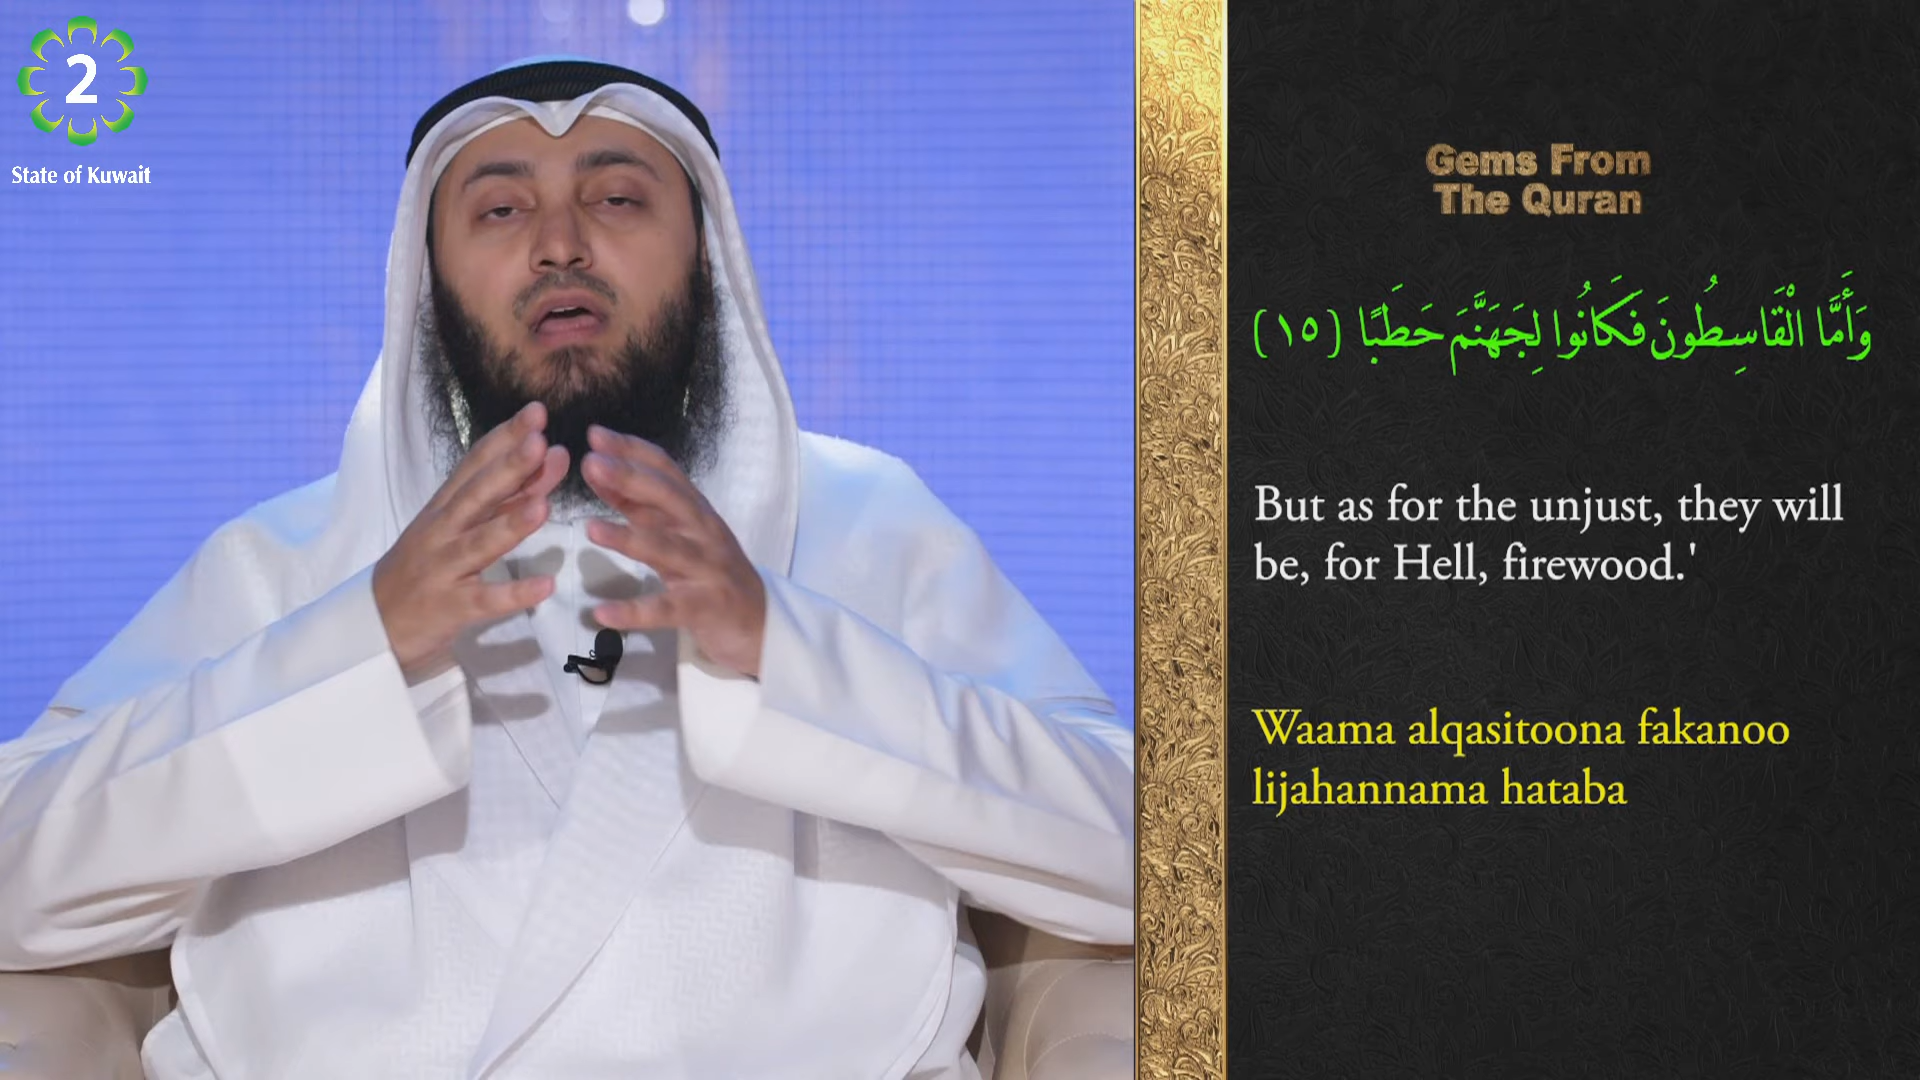 2
State of Kuwait
Gems From
The Quran
وَأَمَّا الْقَاسِطُونَ فَكَانُوا لِجَهَنَّمَ حَطَبًا (١٥)
But as for the unjust, they will
be, for Hell, firewood.'
Waama alqasitoona fakanoo
lijahannama hataba